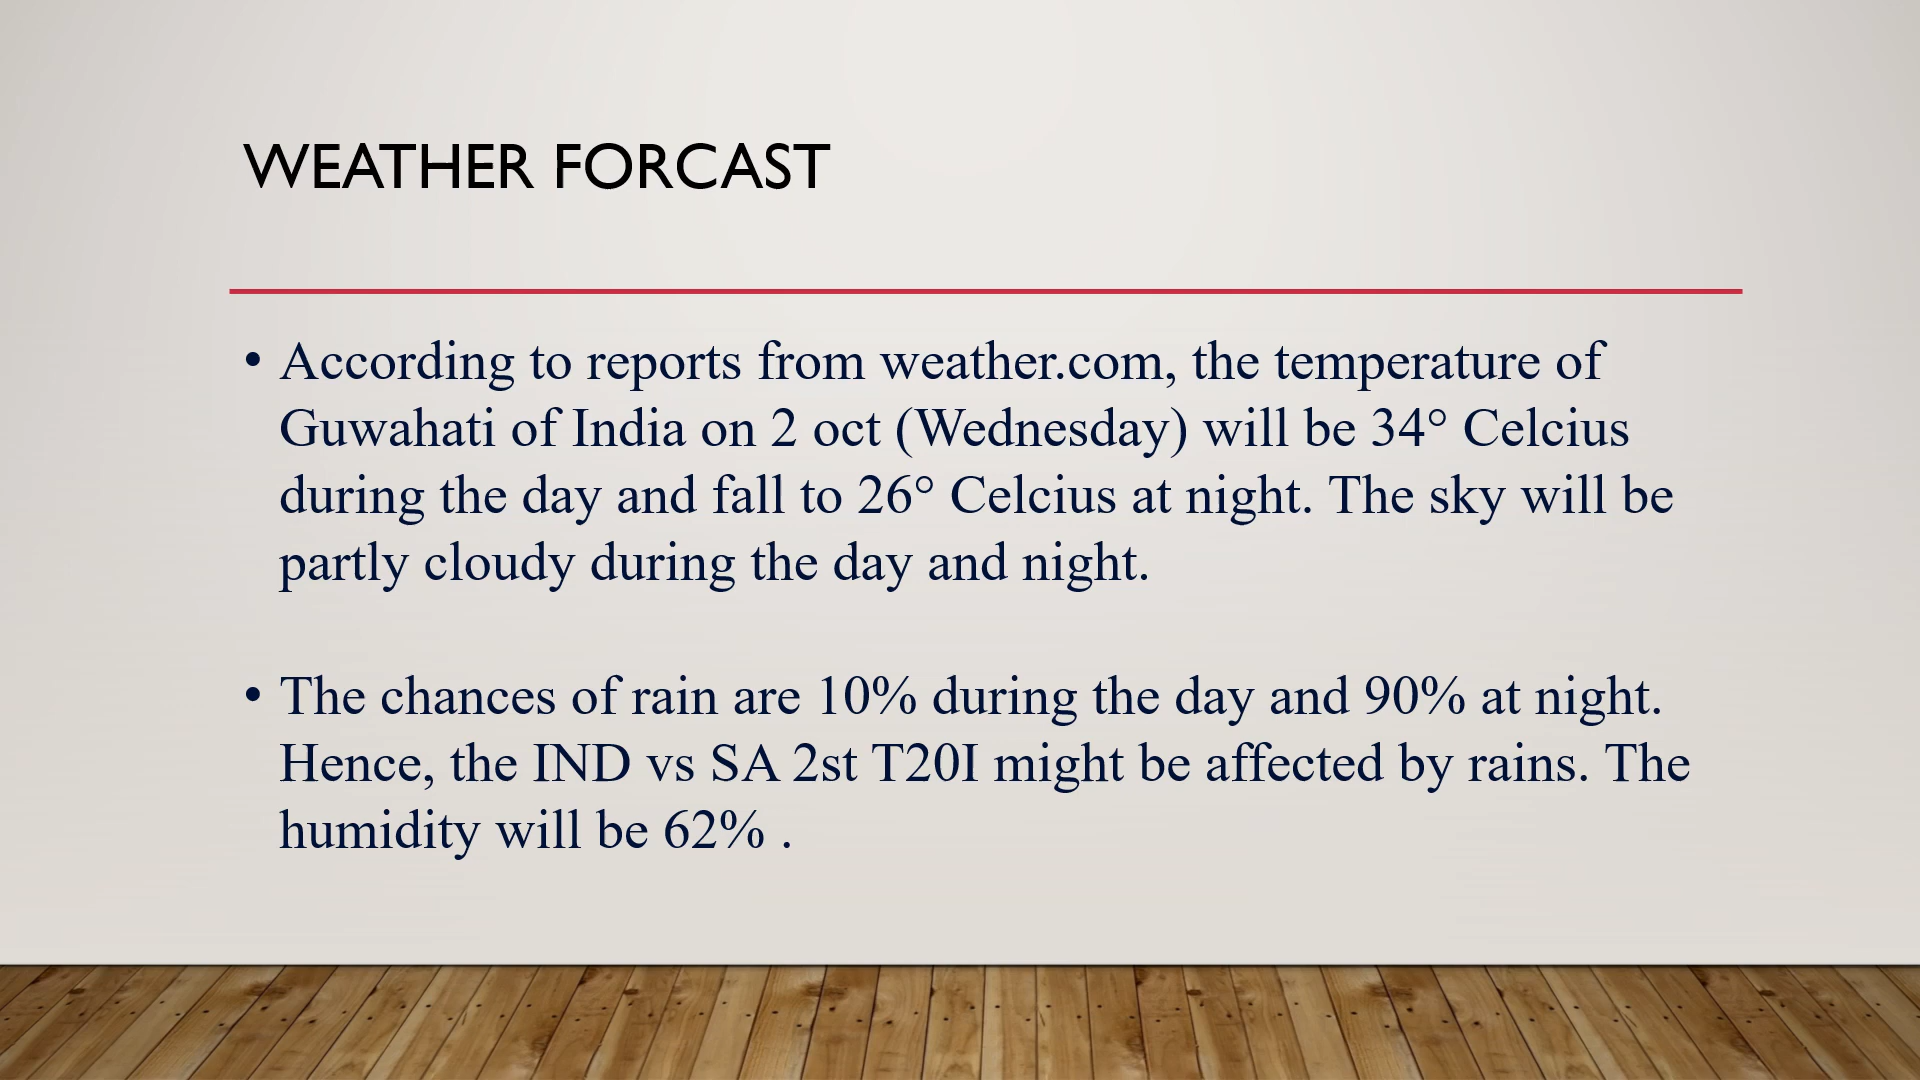 WEATHER FORCAST
• According to reports from weather.com, the temperature of
Guwahati of India on 2 oct (Wednesday) will be 34° Celcius
during the day and fall to 26° Celcius at night. The sky will be
partly cloudy during the day and night.
• The chances of rain are 10% during the day and 90% at night.
Hence, the IND vs SA 2st T20I might be affected by rains. The
humidity will be 62% .